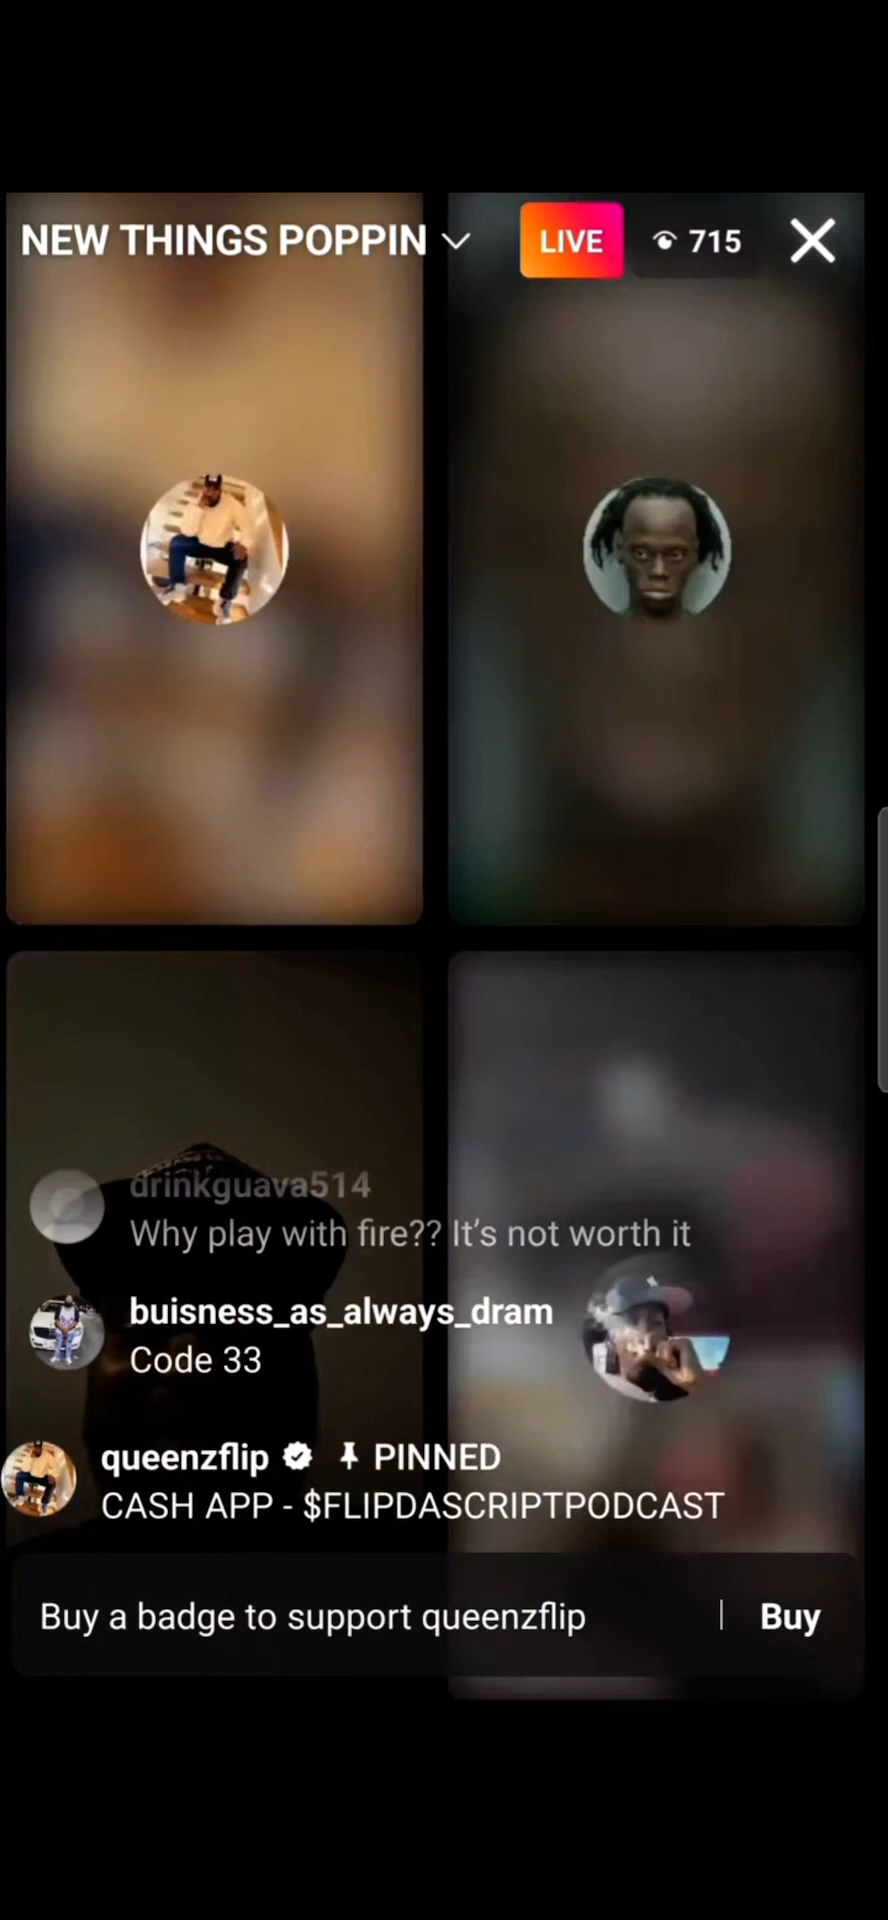 NEW THINGS POPPIN
LIVE
715
drinkguava514
Why play with fire?? It’s not worth it
buisness_as_always_dram
Code 33
queenzflip PINNED
CASH APP - $FLIPDASCRIPTPODCAST
Buy a badge to support queenzflip | Buy